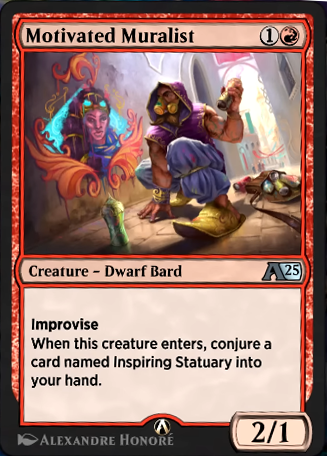 Motivated Muralist 1
Creature – Dwarf Bard A25
Improvise
When this creature enters, conjure a
card named Inspiring Statuary into
your hand.
Alexandre Honoré 2/1